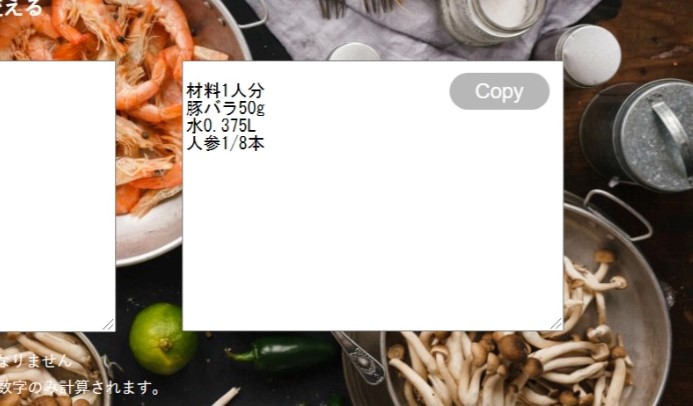 える
材料1人分
豚バラ50g
水0.375L
人参1/8本
Copy
なりません
数字のみ計算されます。